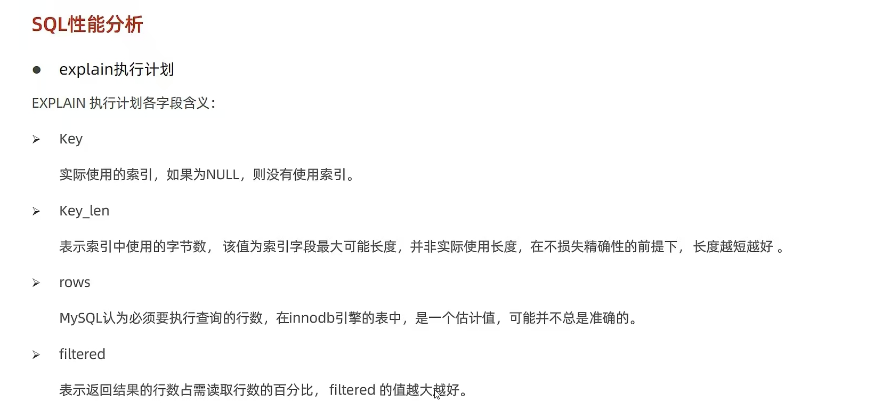 SQL性能分析
● explain执行计划
EXPLAIN 执行计划各字段含义：
➢ Key
实际使用的索引，如果为NULL，则没有使用索引。
➢ Key_len
表示索引中使用的字节数， 该值为索引字段最大可能长度，并非实际使用长度，在不损失精确性的前提下， 长度越短越好 。
➢ rows
MySQL认为必须要执行查询的行数，在innodb引擎的表中，是一个估计值，可能并不总是准确的。
➢ filtered
表示返回结果的行数占需读取行数的百分比， filtered 的值越大越好。